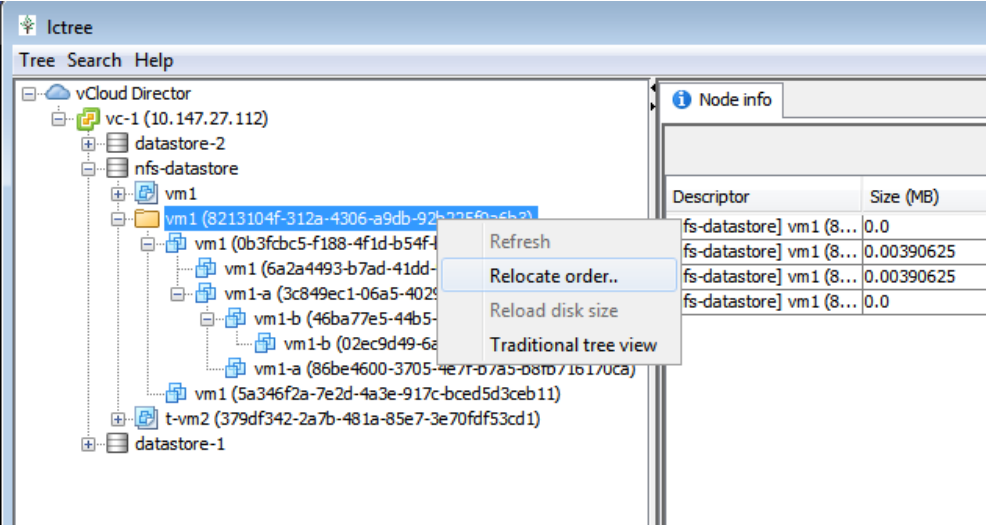 lctree
Tree Search Help
vCloud Director
vc-1 (10.147.27.112)
datastore-2
nfs-datastore
vm1
vm1 (8213104f-312a-4306-a9db-92b225f0a6b3)
vm1 (0b3fcbc5-f188-4f1d-b54f-
vm1 (6a2a4493-b7ad-41dd-
vm1-a (3c849ec1-06a5-4029
vm1-b (46ba77e5-44b5-
vm1-b (02ec9d49-6a
vm1-a (86be4600-3705-4e7f-b7a5-b8fb716170ca)
vm1 (5a346f2a-7e2d-4a3e-917c-bced5d3ceb11)
t-vm2 (379df342-2a7b-481a-85e7-3e70fdf53cd1)
datastore-1
Refresh
Relocate order..
Reload disk size
Traditional tree view
Node info
Descriptor Size (MB)
fs-datastore] vm1 (8... 0.0
fs-datastore] vm1 (8... 0.00390625
fs-datastore] vm1 (8... 0.00390625
fs-datastore] vm1 (8... 0.0